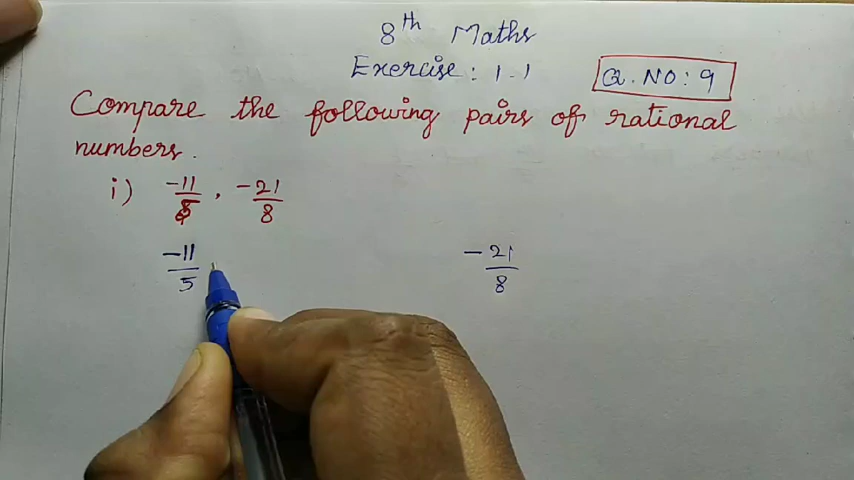 8th Maths
Exercise: 1.1
Q. NO: 9
Compare the following pairs of rational
numbers.
i) -11/5 , -21/8
-11/5 -21/8